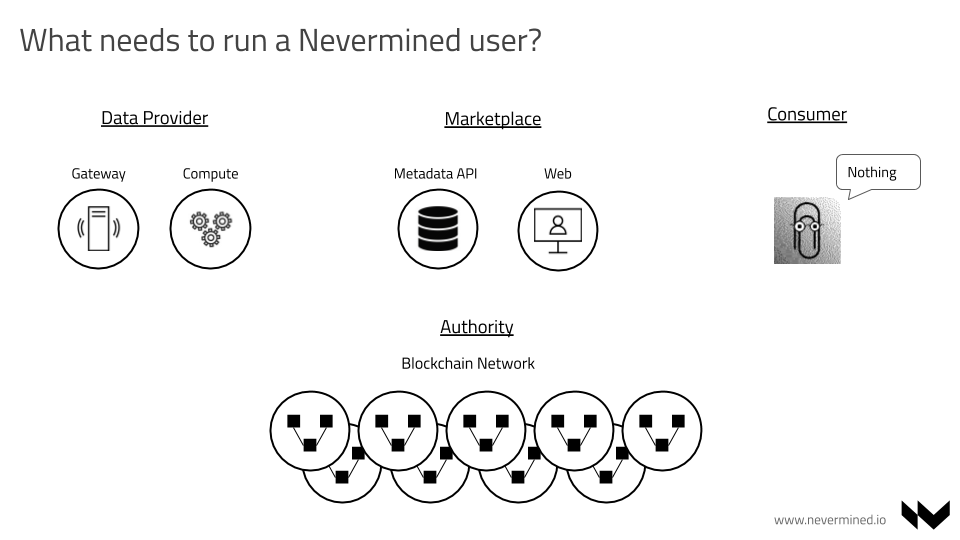 What needs to run a Nevermined user?
Data Provider
Marketplace
Consumer
Gateway
Compute
Metadata API
Web
Nothing
Authority
Blockchain Network
www.nevermined.io